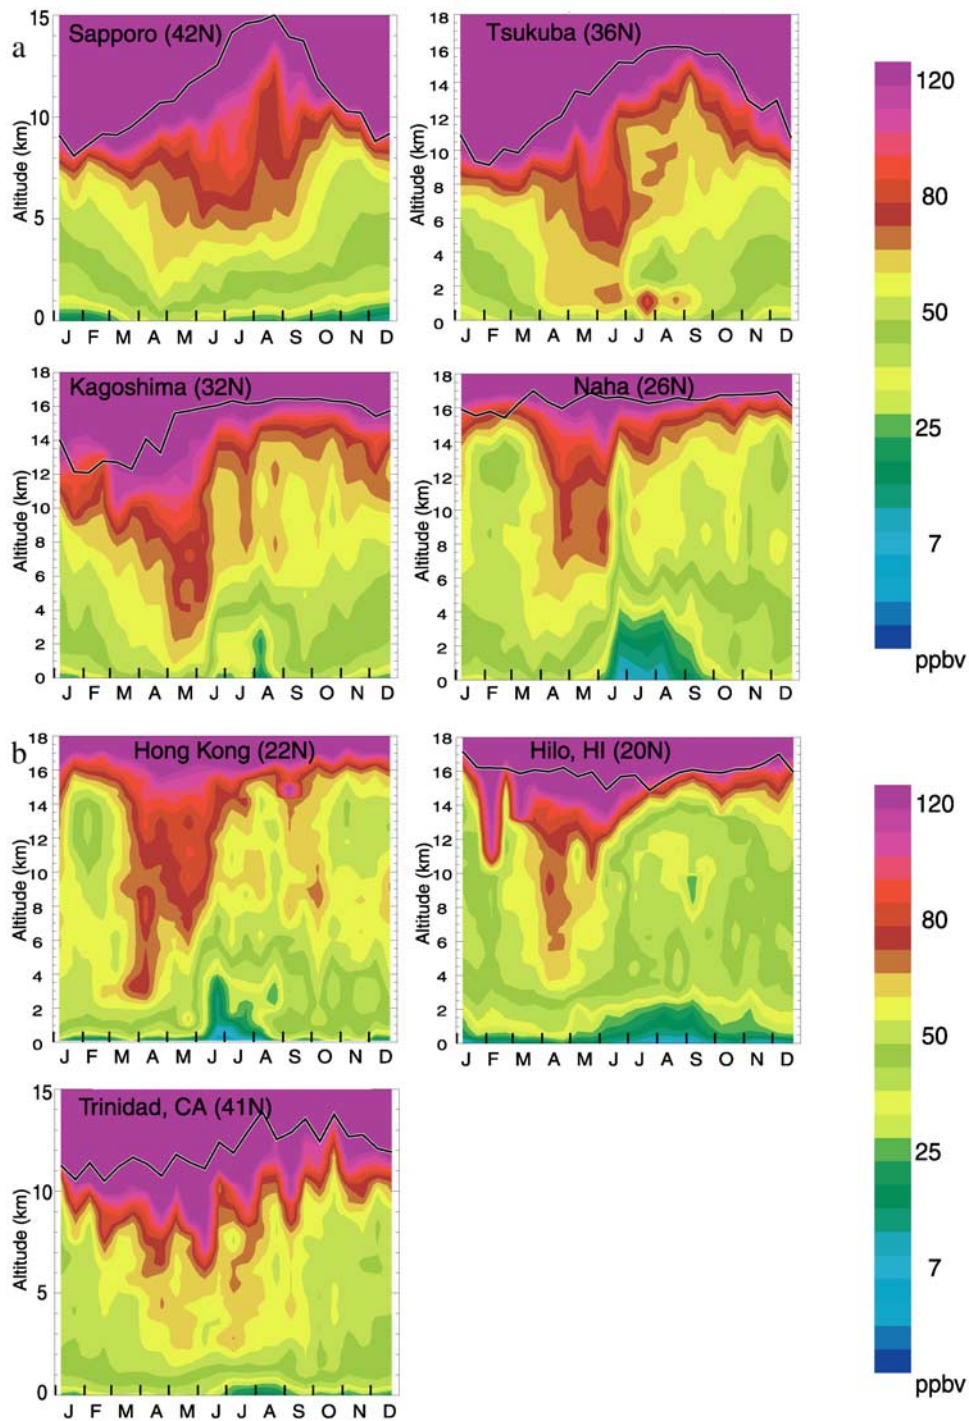 a
Sapporo (42N)
15
10
5
0
Altitude (km)
J F M A M J J A S O N D
Tsukuba (36N)
18
16
14
12
10
8
6
4
2
0
Altitude (km)
J F M A M J J A S O N D
120
80
50
25
7
ppbv
Kagoshima (32N)
18
16
14
12
10
8
6
4
2
0
Altitude (km)
J F M A M J J A S O N D
Naha (26N)
18
16
14
12
10
8
6
4
2
0
Altitude (km)
J F M A M J J A S O N D
b
Hong Kong (22N)
18
16
14
12
10
8
6
4
2
0
Altitude (km)
J F M A M J J A S O N D
Hilo, HI (20N)
18
16
14
12
10
8
6
4
2
0
Altitude (km)
J F M A M J J A S O N D
120
80
50
25
7
ppbv
Trinidad, CA (41N)
15
10
5
0
Altitude (km)
J F M A M J J A S O N D